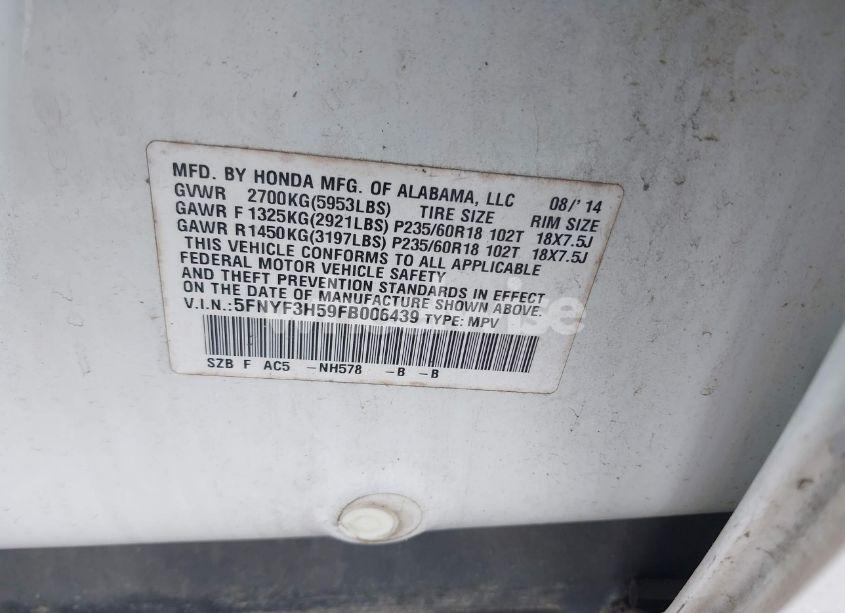 MFD. BY HONDA MFG. OF ALABAMA, LLC 08/'14
GVWR 2700KG(5953LBS) TIRE SIZE RIM SIZE
GAWR F 1325KG(2921LBS) P235/60R18 102T 18X7.5J
GAWR R1450KG(3197LBS) P235/60R18 102T 18X7.5J
THIS VEHICLE CONFORMS TO ALL APPLICABLE
FEDERAL MOTOR VEHICLE SAFETY
AND THEFT PREVENTION STANDARDS IN EFFECT
ON THE DATE OF MANUFACTURE SHOWN ABOVE.
V.I.N.:5FNYF3H59FB006439 TYPE: MPV
SZB F AC5 -NH578 -B -B